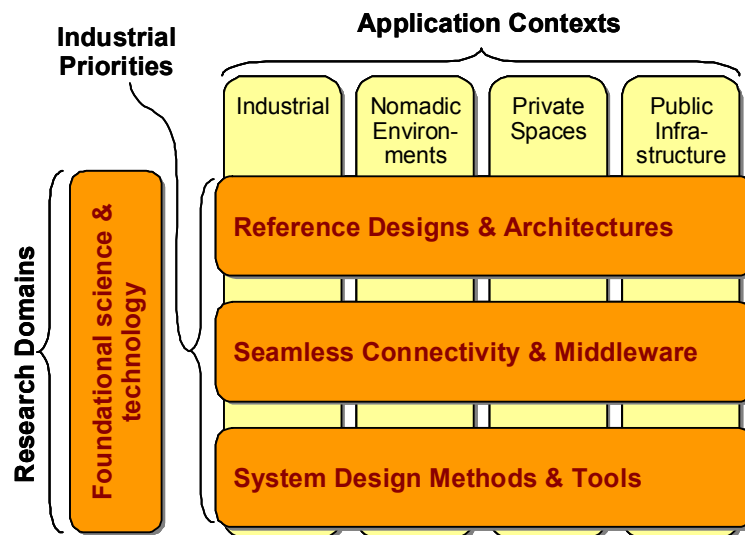 Industrial
Priorities
Application Contexts
Industrial
Nomadic
Environ-
ments
Private
Spaces
Public
Infra-
structure
Research Domains
Foundational science &
technology
Reference Designs & Architectures
Seamless Connectivity & Middleware
System Design Methods & Tools